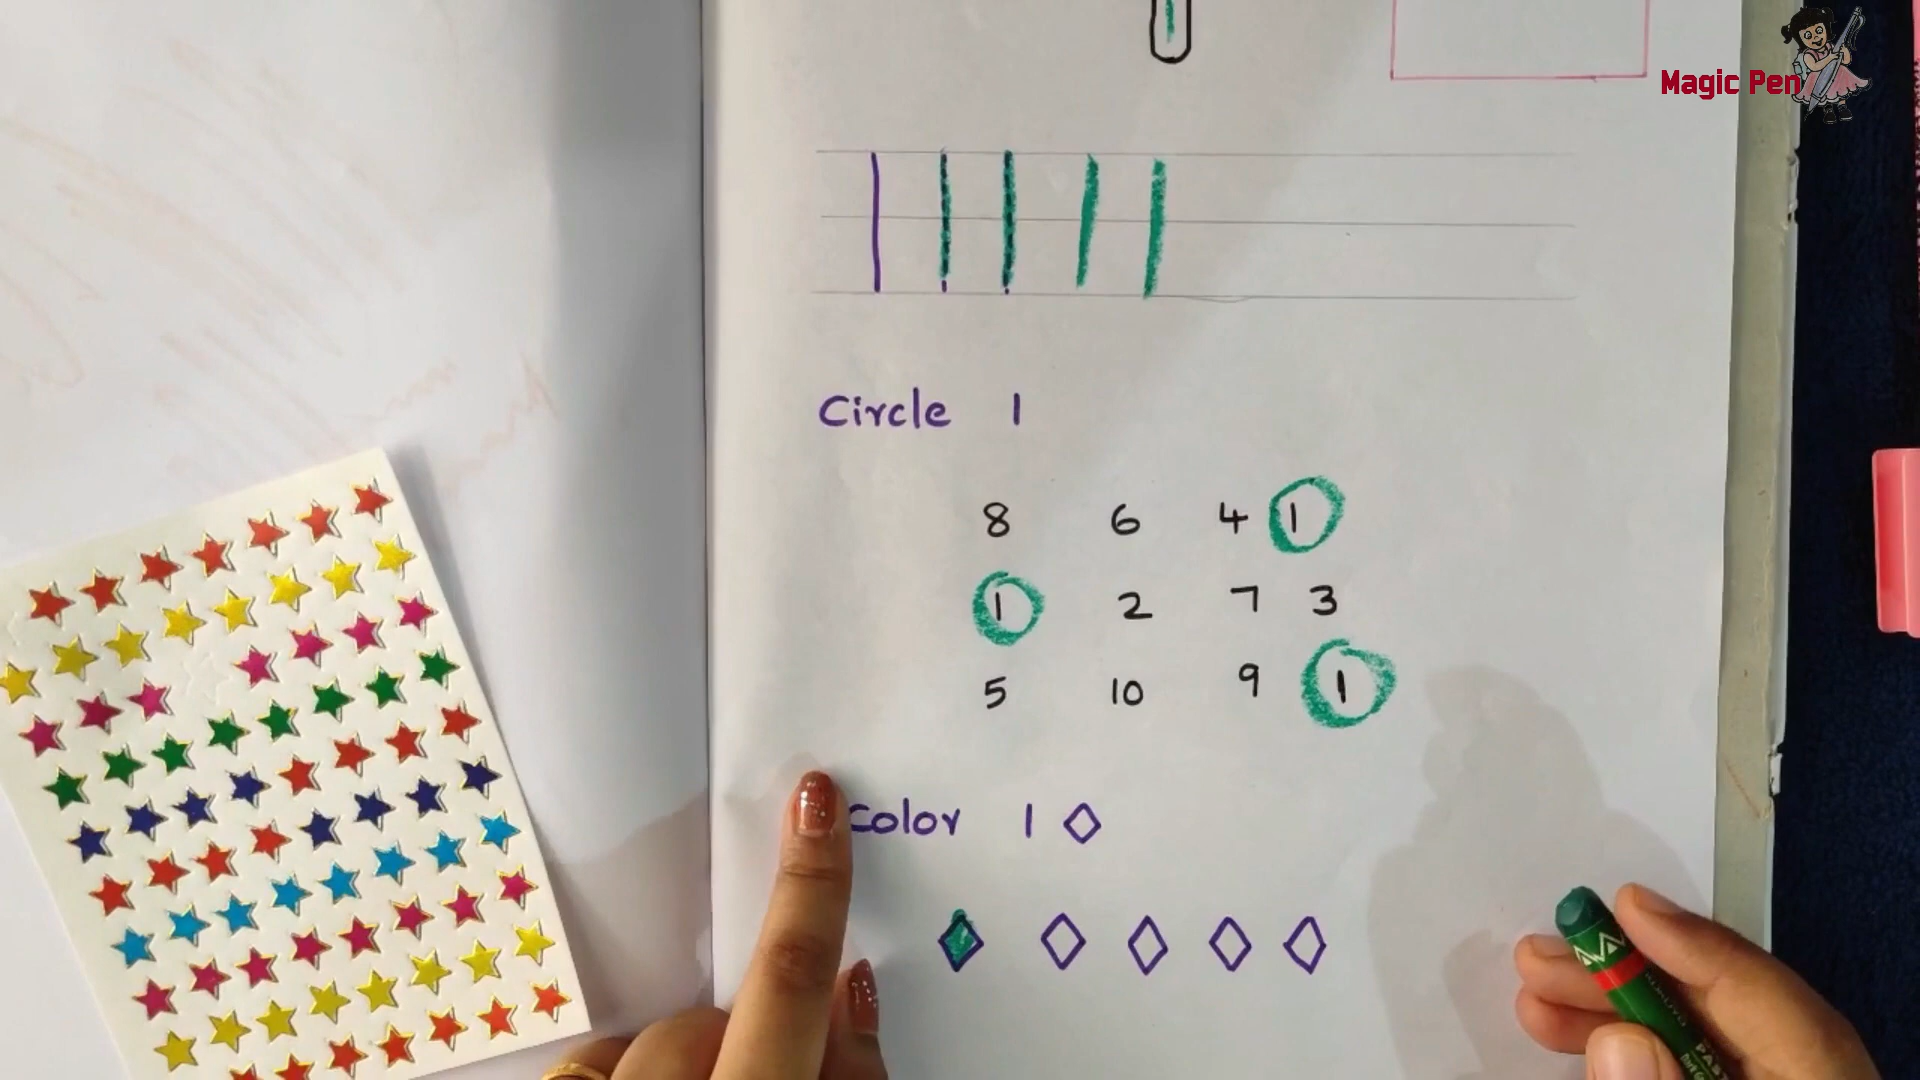 Magic Pen
Circle 1
8 6 4 1
1 2 7 3
5 10 9 1
Color 1